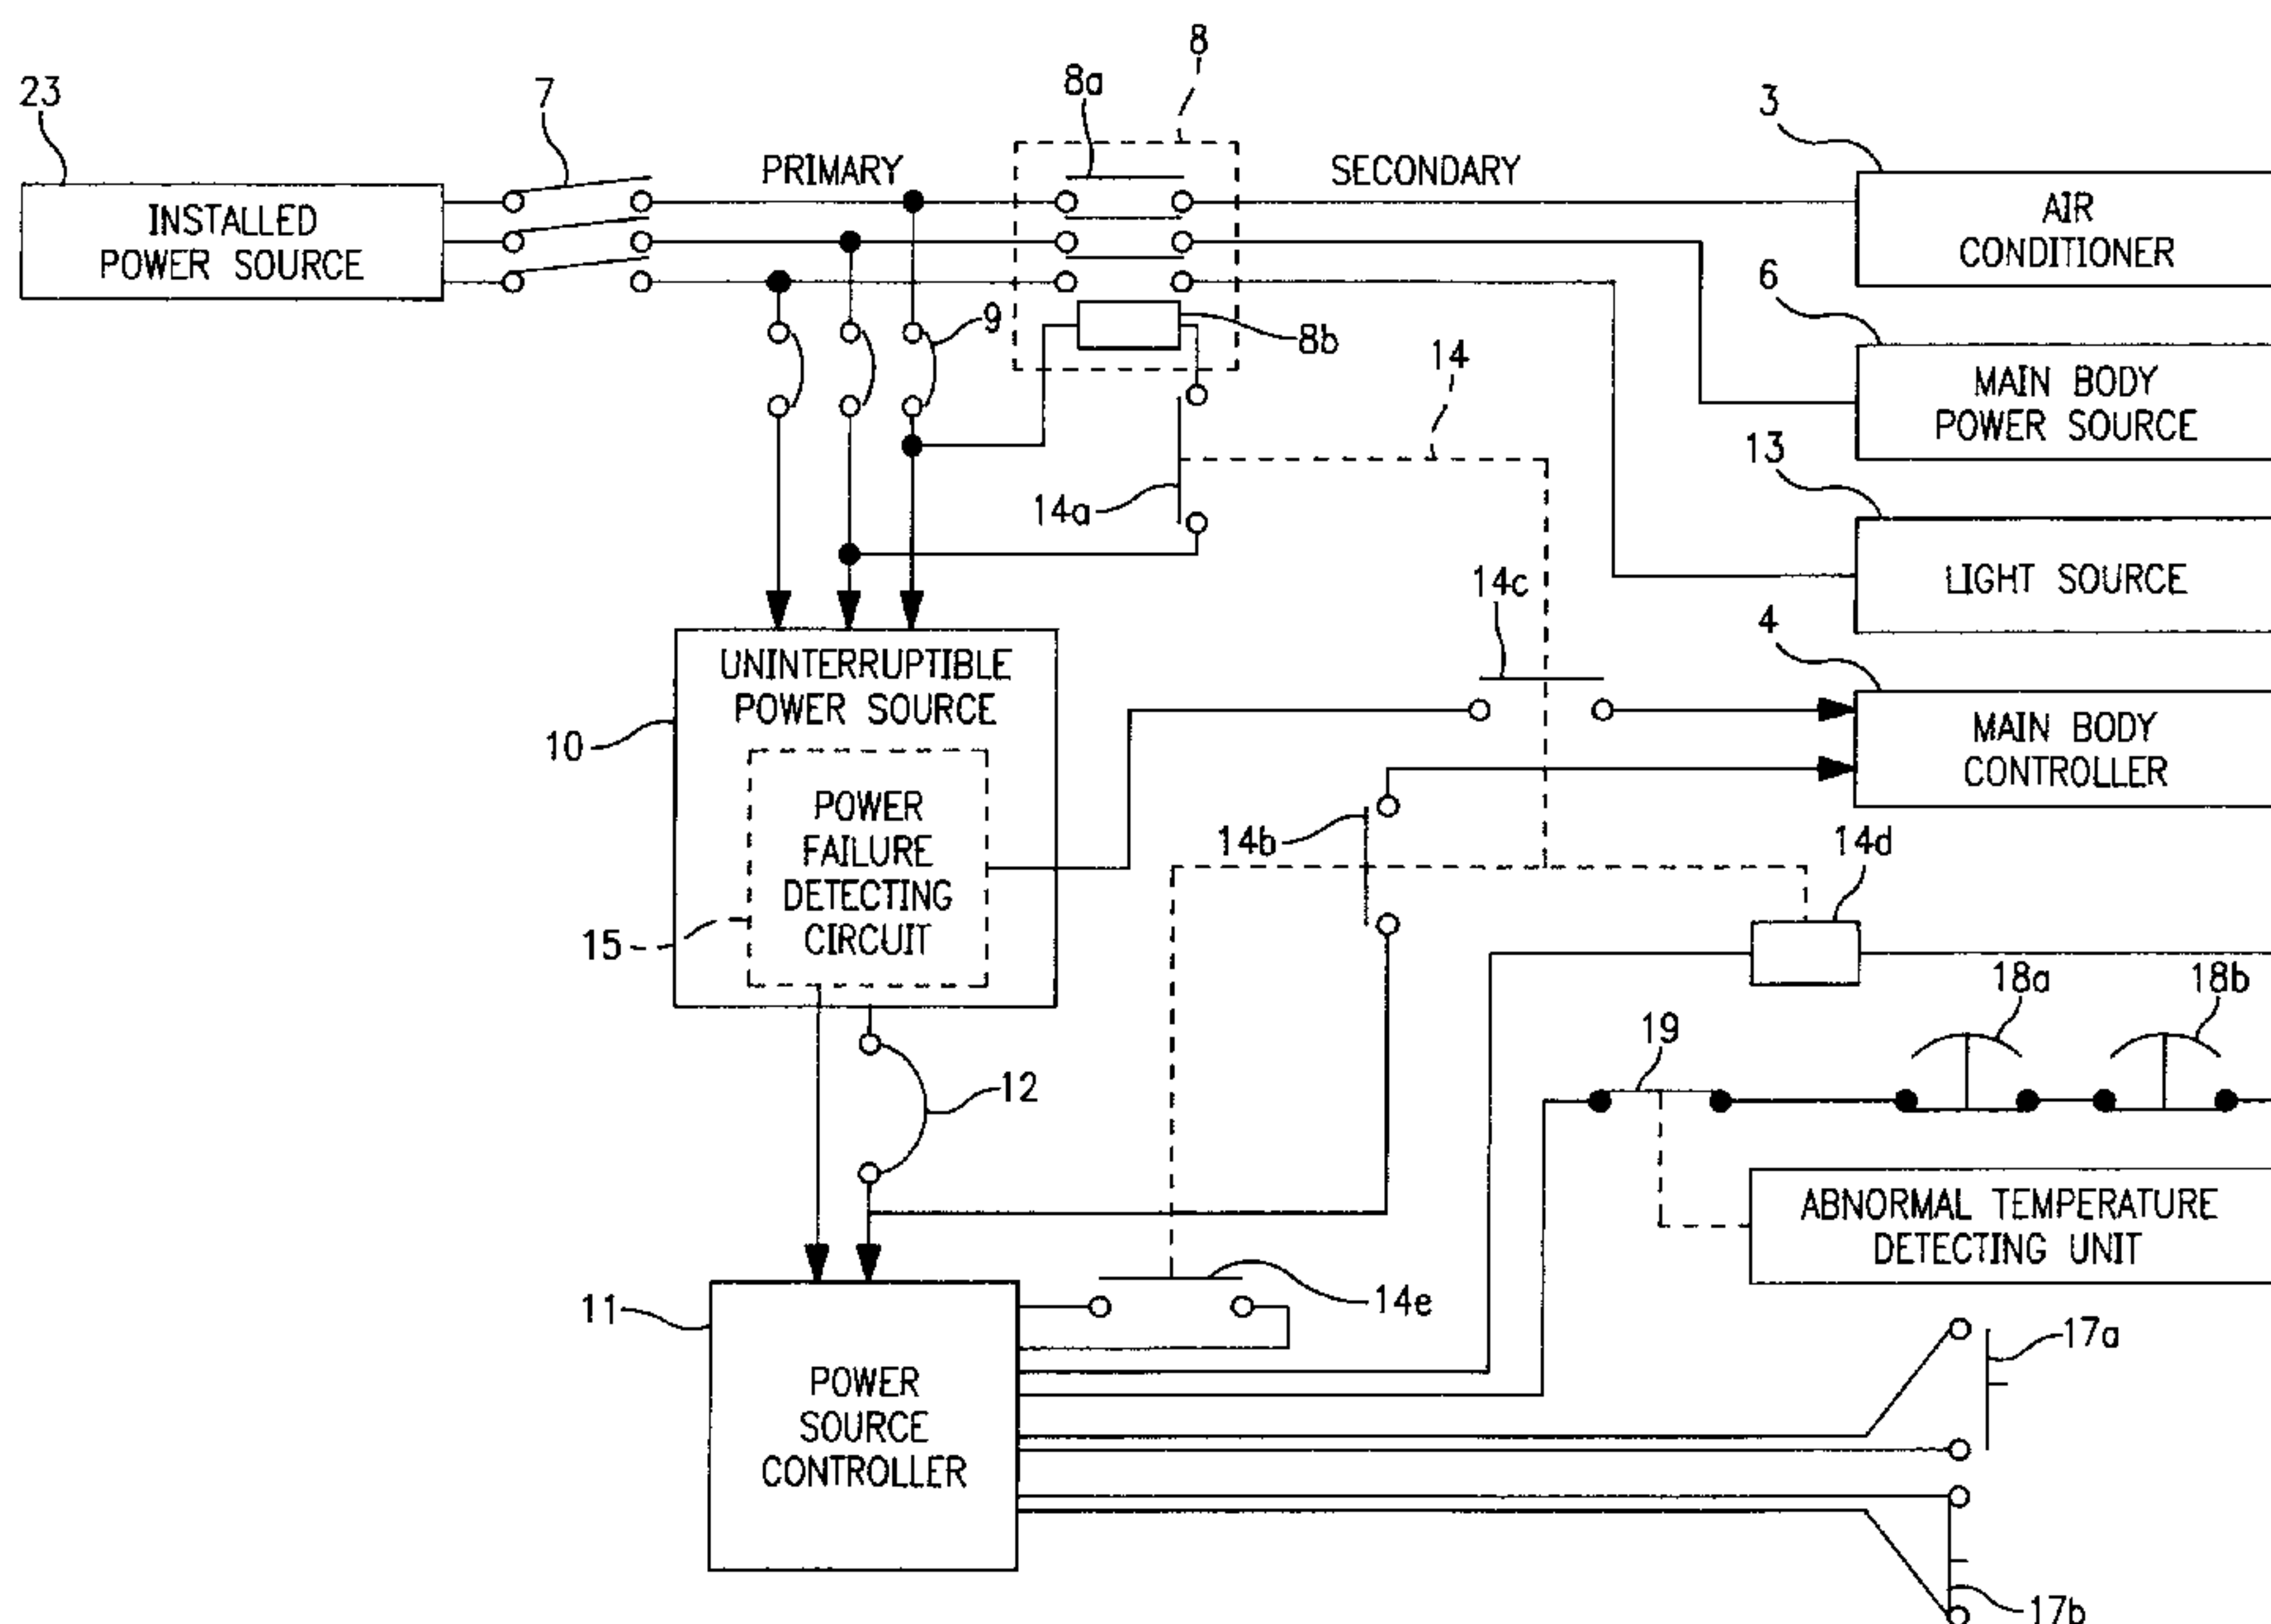 8
8a
23
7
3
PRIMARY
SECONDARY
INSTALLED
POWER SOURCE
AIR
CONDITIONER
6
9
8b
14
MAIN BODY
POWER SOURCE
13
14a
14c
LIGHT SOURCE
4
UNINTERRUPTIBLE
POWER SOURCE
10
MAIN BODY
CONTROLLER
POWER
FAILURE
DETECTING
CIRCUIT
14b
14d
15
18a
18b
19
12
ABNORMAL TEMPERATURE
DETECTING UNIT
11
14e
17a
POWER
SOURCE
CONTROLLER
17b